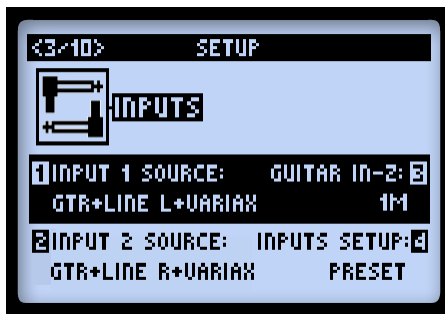 <3/10> SETUP
INPUTS
1 INPUT 1 SOURCE: GUITAR IN-Z: 3
GTR+LINE L+VARIAX 1M
2 INPUT 2 SOURCE: INPUTS SETUP: 4
GTR+LINE R+VARIAX PRESET